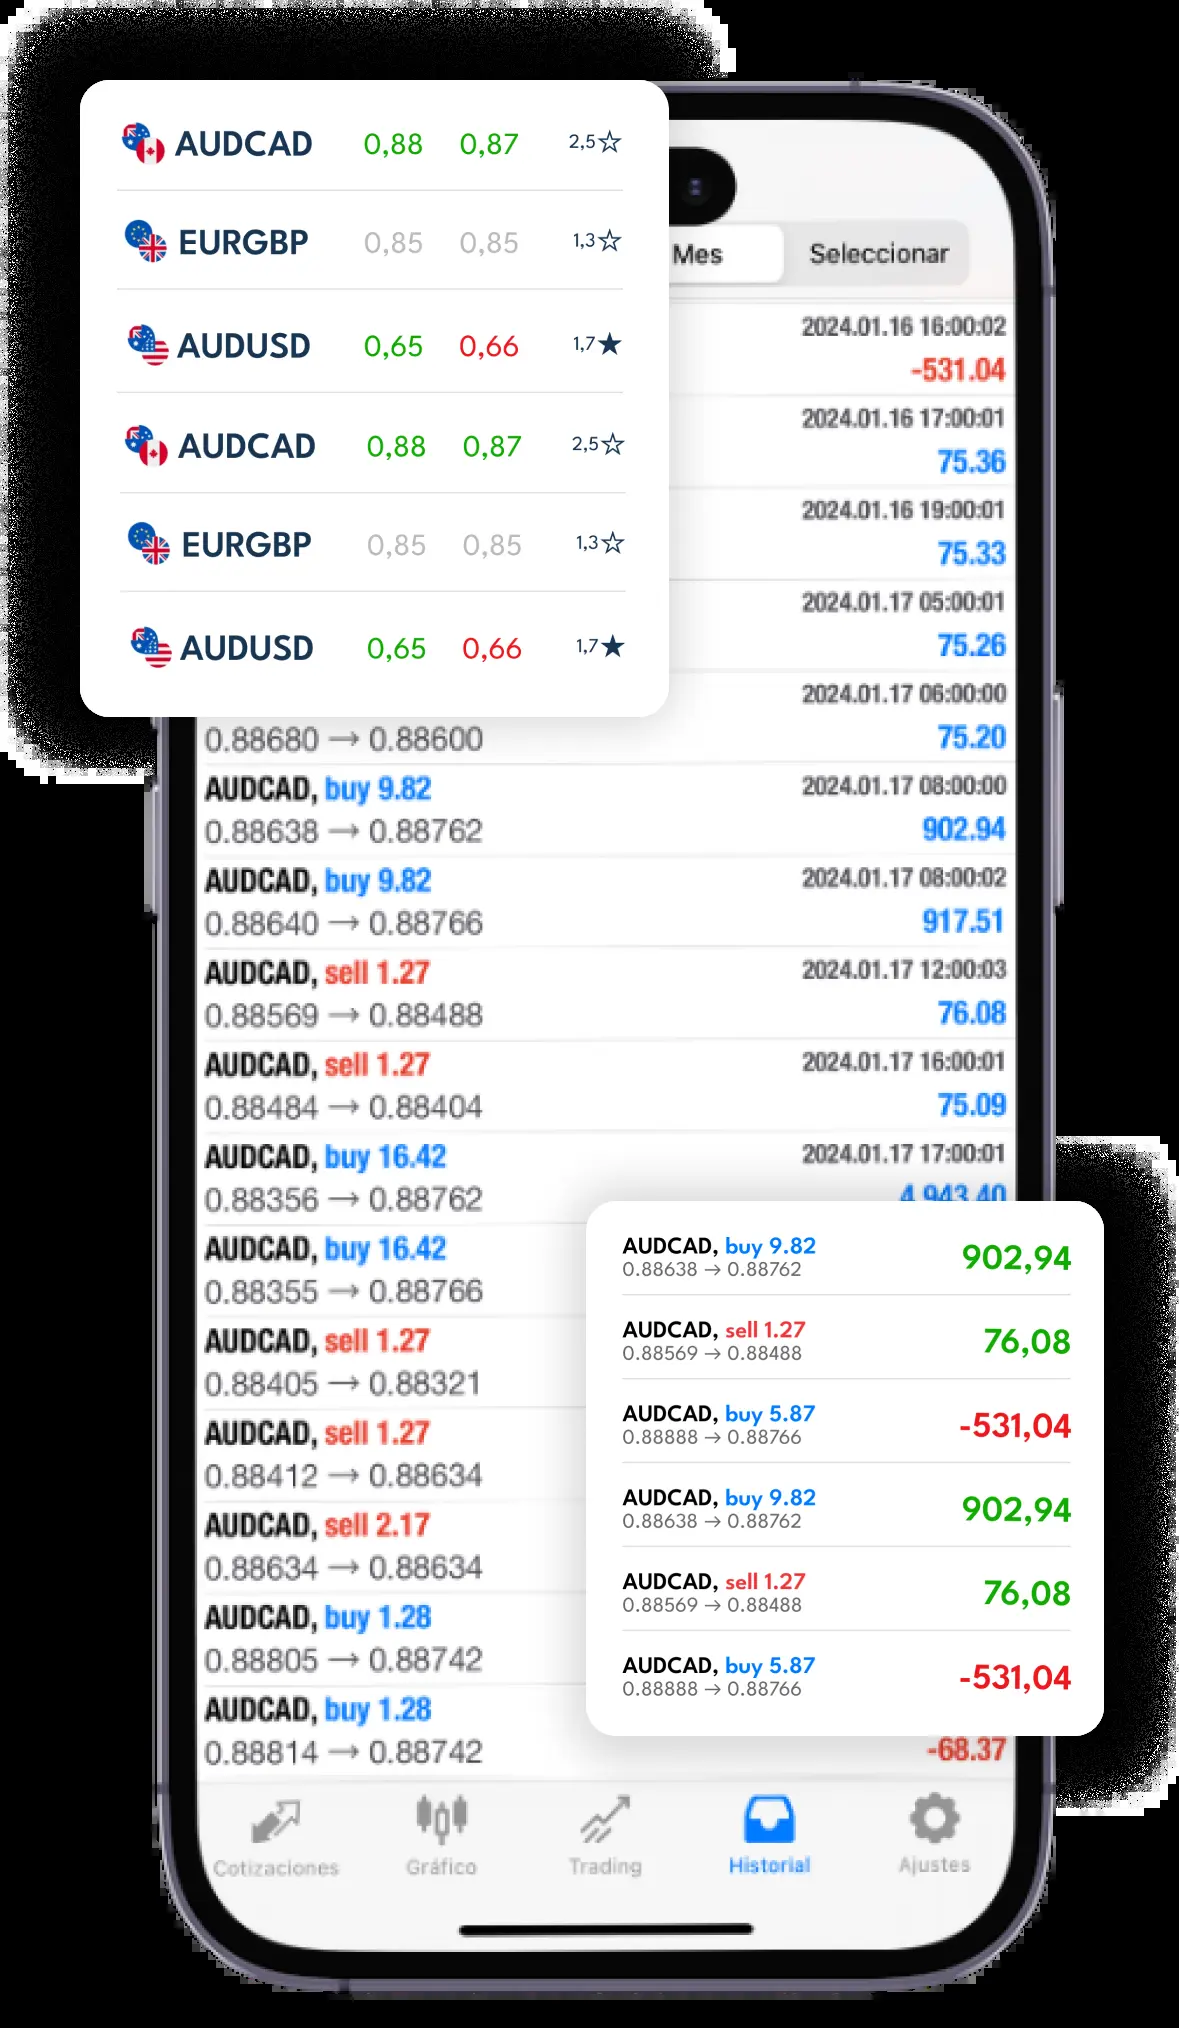 AUDCAD 0,88 0,87 2,5
EURGBP 0,85 0,85 1,3
AUDUSD 0,65 0,66 1,7
AUDCAD 0,88 0,87 2,5
EURGBP 0,85 0,85 1,3
AUDUSD 0,65 0,66 1,7
Mes Seleccionar
2024.01.16 16:00:02
-531.04
2024.01.16 17:00:01
75.36
2024.01.16 19:00:01
75.33
2024.01.17 05:00:01
75.26
2024.01.17 06:00:00
0.88680 → 0.88600 75.20
AUDCAD, buy 9.82 2024.01.17 08:00:00
0.88638 → 0.88762 902.94
AUDCAD, buy 9.82 2024.01.17 08:00:02
0.88640 → 0.88766 917.51
AUDCAD, sell 1.27 2024.01.17 12:00:03
0.88569 → 0.88488 76.08
AUDCAD, sell 1.27 2024.01.17 16:00:01
0.88484 → 0.88404 75.09
AUDCAD, buy 16.42 2024.01.17 17:00:01
0.88356 → 0.88762 4 943.40
AUDCAD, buy 16.42
0.88355 → 0.88766
AUDCAD, sell 1.27
0.88405 → 0.88321
AUDCAD, sell 1.27
0.88412 → 0.88634
AUDCAD, sell 2.17
0.88634 → 0.88634
AUDCAD, buy 1.28
0.88805 → 0.88742
AUDCAD, buy 1.28
0.88814 → 0.88742 -68.37
AUDCAD, buy 9.82 902,94
0.88638 → 0.88762
AUDCAD, sell 1.27 76,08
0.88569 → 0.88488
AUDCAD, buy 5.87 -531,04
0.88888 → 0.88766
AUDCAD, buy 9.82 902,94
0.88638 → 0.88762
AUDCAD, sell 1.27 76,08
0.88569 → 0.88488
AUDCAD, buy 5.87 -531,04
0.88888 → 0.88766
Cotizaciones Gráfico Trading Historial Ajustes